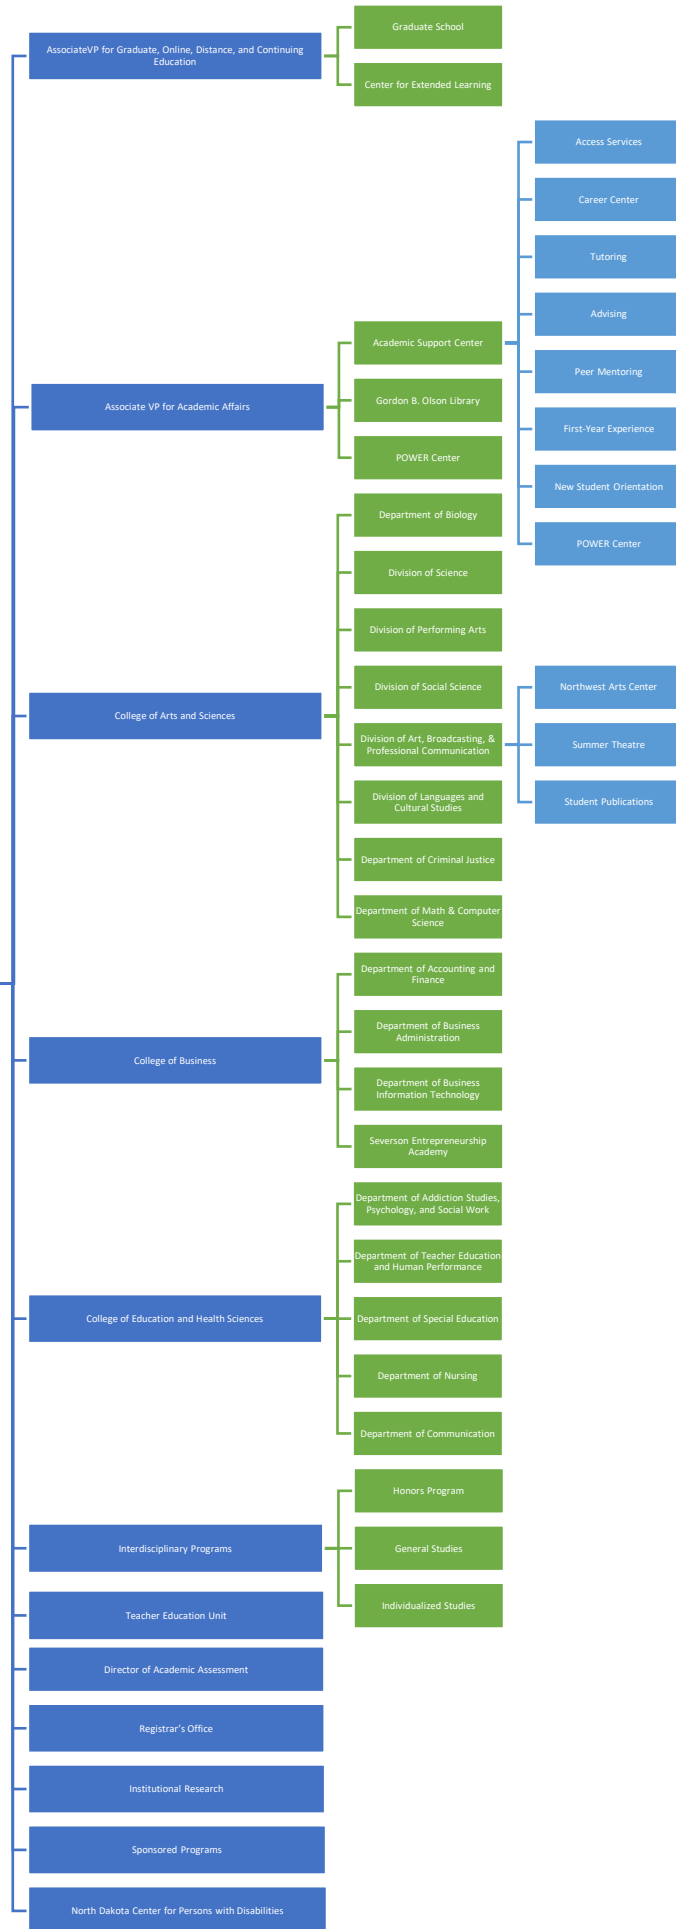 Graduate School
AssociateVP for Graduate, Online, Distance, and Continuing
Education
Center for Extended Learning
Access Services
Career Center
Tutoring
Advising
Academic Support Center
Peer Mentoring
Associate VP for Academic Affairs
Gordon B. Olson Library
First-Year Experience
POWER Center
New Student Orientation
Department of Biology
POWER Center
Division of Science
Division of Performing Arts
Division of Social Science
Northwest Arts Center
College of Arts and Sciences
Division of Art, Broadcasting, &
Professional Communication
Summer Theatre
Division of Languages and
Cultural Studies
Student Publications
Department of Criminal Justice
Department of Math & Computer
Science
Department of Accounting and
Finance
Department of Business
Administration
College of Business
Department of Business
Information Technology
Severson Entrepreneurship
Academy
Department of Addiction Studies,
Psychology, and Social Work
Department of Teacher Education
and Human Performance
College of Education and Health Sciences
Department of Special Education
Department of Nursing
Department of Communication
Honors Program
Interdisciplinary Programs
General Studies
Individualized Studies
Teacher Education Unit
Director of Academic Assessment
Registrar's Office
Institutional Research
Sponsored Programs
North Dakota Center for Persons with Disabilities